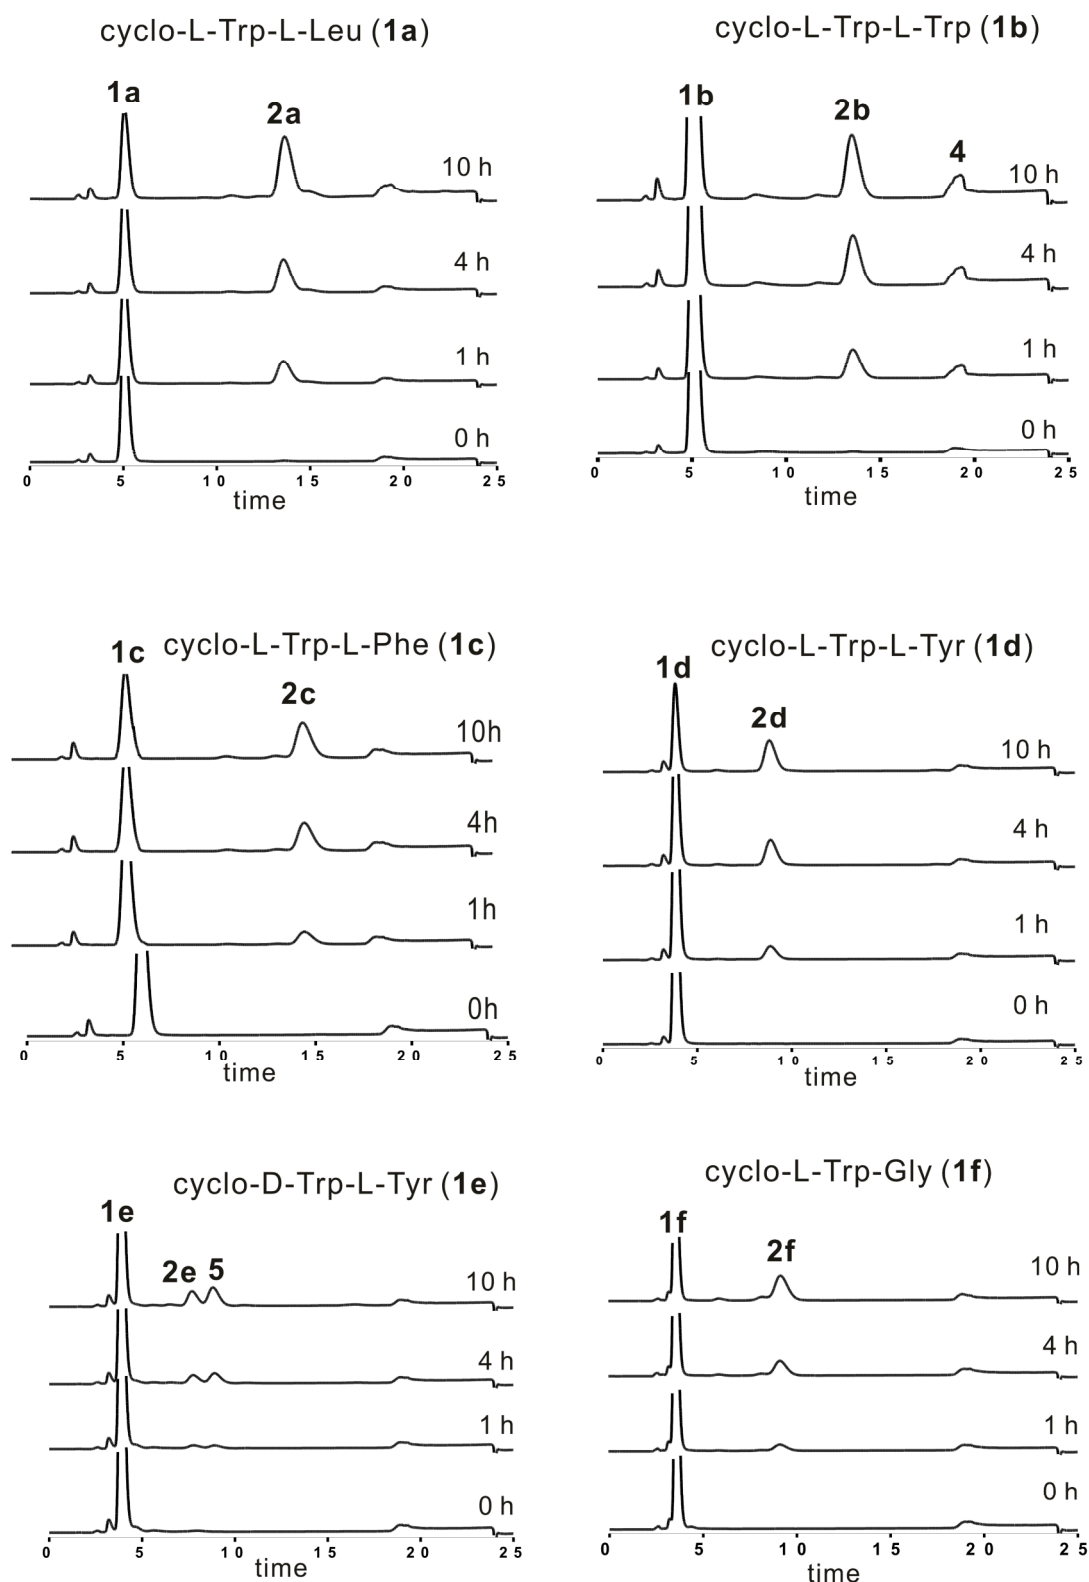 cyclo-L-Trp-L-Leu (1a)
1a
2a
10 h
4 h
1 h
0 h
0 5 10 15 20 25
time
cyclo-L-Trp-L-Trp (1b)
1b
2b
4
10 h
4 h
1 h
0 h
0 5 10 15 20 25
time
cyclo-L-Trp-L-Phe (1c)
1c
2c
10h
4h
1h
0h
0 5 10 15 20 25
time
cyclo-L-Trp-L-Tyr (1d)
1d
2d
10 h
4 h
1 h
0 h
0 5 10 15 20 25
time
cyclo-D-Trp-L-Tyr (1e)
1e
2e 5
10 h
4 h
1 h
0 h
0 5 10 15 20 25
time
cyclo-L-Trp-Gly (1f)
1f
2f
10 h
4 h
1 h
0 h
0 5 10 15 20 25
time